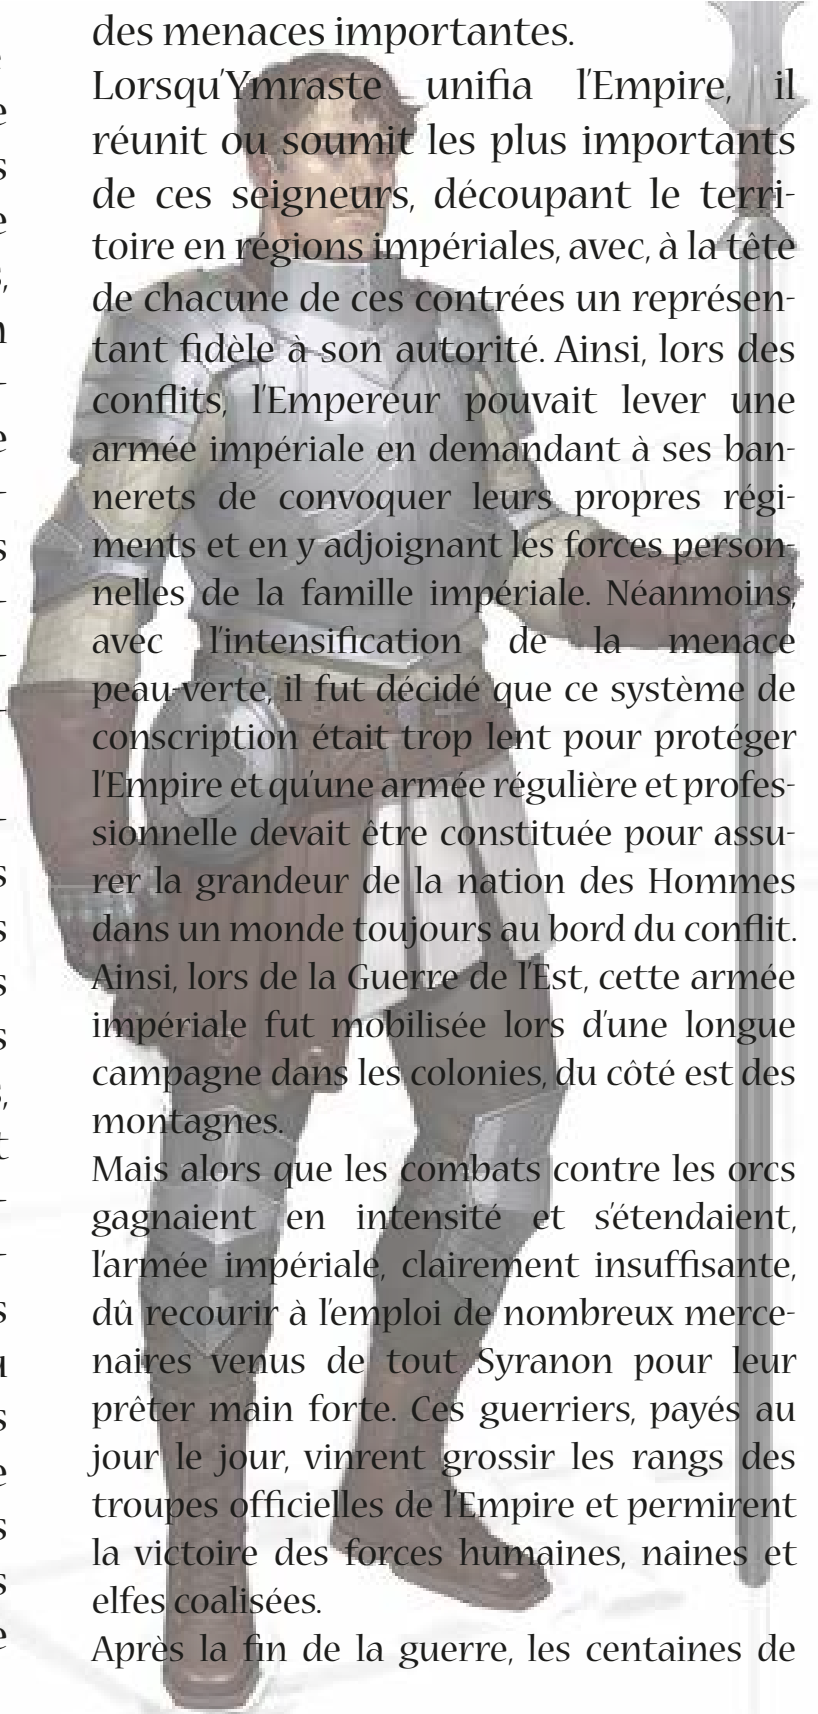 des menaces importantes.
Lorsqu'Ymraste unifia l'Empire, il
réunit ou soumit les plus importants
de ces seigneurs, découpant le terri-
toire en régions impériales, avec, à la tête
de chacune de ces contrées un représen-
tant fidèle à son autorité. Ainsi, lors des
conflits, l'Empereur pouvait lever une
armée impériale en demandant à ses ban-
nerets de convoquer leurs propres régi-
ments et en y adjoignant les forces person-
nelles de la famille impériale. Néanmoins,
avec l'intensification de la menace
peau-verte, il fut décidé que ce système de
conscription était trop lent pour protéger
l'Empire et qu'une armée régulière et profes-
sionnelle devait être constituée pour assu-
rer la grandeur de la nation des Hommes
dans un monde toujours au bord du conflit.
Ainsi, lors de la Guerre de l'Est, cette armée
impériale fut mobilisée lors d'une longue
campagne dans les colonies, du côté est des
montagnes.
Mais alors que les combats contre les orcs
gagnaient en intensité et s'étendaient,
l'armée impériale, clairement insuffisante,
dû recourir à l'emploi de nombreux merce-
naires venus de tout Syranon pour leur
prêter main forte. Ces guerriers, payés au
jour le jour, vinrent grossir les rangs des
troupes officielles de l'Empire et permirent
la victoire des forces humaines, naines et
elfes coalisées.
Après la fin de la guerre, les centaines de